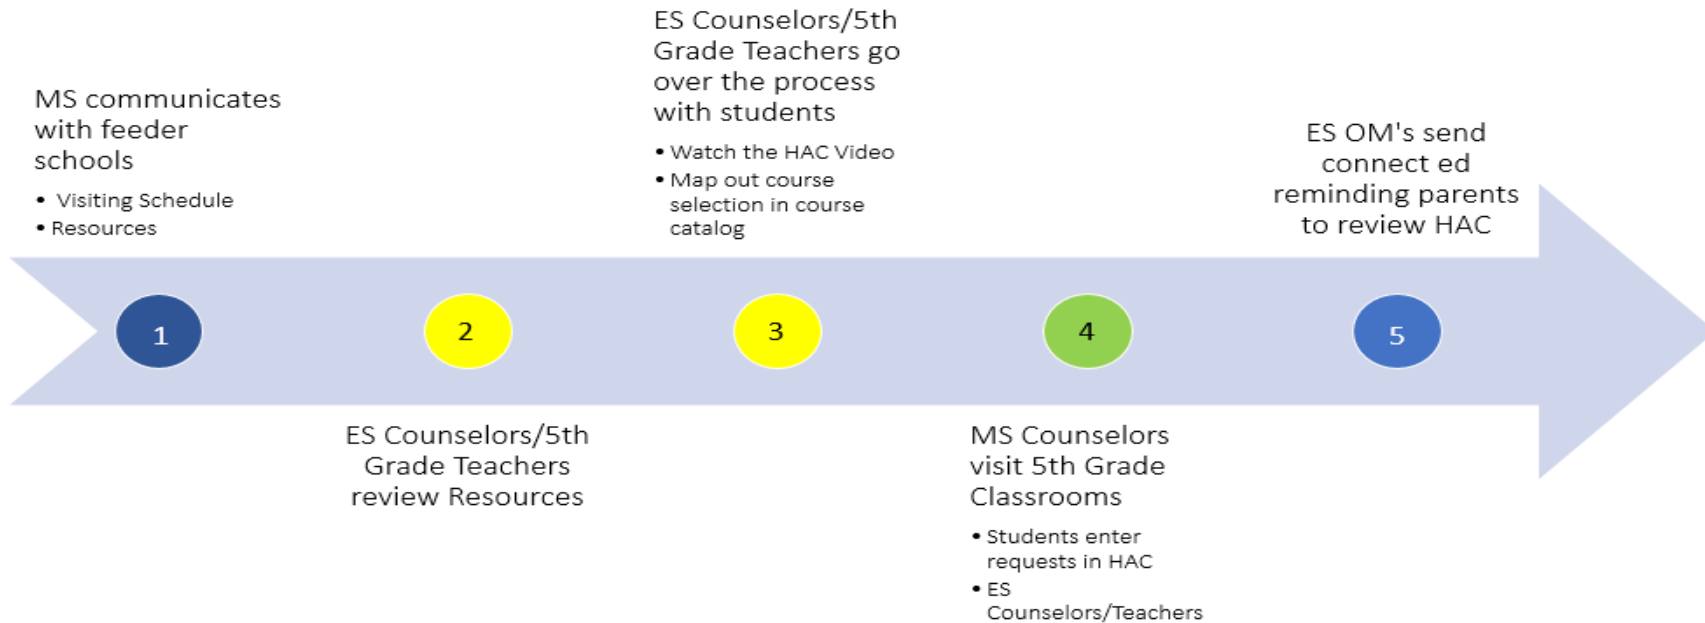 MS communicates
with feeder
schools
• Visiting Schedule
• Resources
1
ES Counselors/5th
Grade Teachers
review Resources
2
ES Counselors/5th
Grade Teachers go
over the process
with students
• Watch the HAC Video
• Map out course
selection in course
catalog
3
MS Counselors
visit 5th Grade
Classrooms
• Students enter
requests in HAC
• ES
Counselors/Teachers
4
ES OM's send
connect ed
reminding parents
to review HAC
5